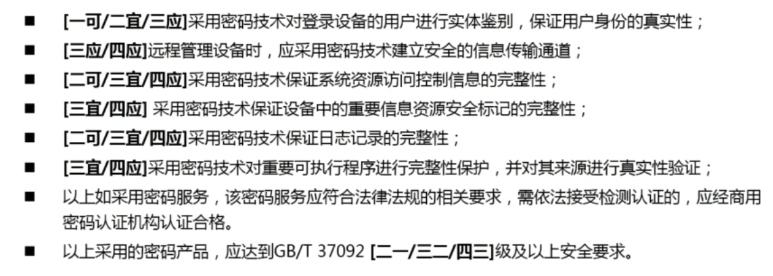 ■ [一可/二宜/三应]采用密码技术对登录设备的用户进行实体鉴别，保证用户身份的真实性；
■ [三应/四应]远程管理设备时，应采用密码技术建立安全的信息传输通道；
■ [二可/三宜/四应]采用密码技术保证系统资源访问控制信息的完整性；
■ [三宜/四应] 采用密码技术保证设备中的重要信息资源安全标记的完整性；
■ [二可/三宜/四应]采用密码技术保证日志记录的完整性；
■ [三宜/四应]采用密码技术对重要可执行程序进行完整性保护，并对其来源进行真实性验证；
■ 以上如采用密码服务，该密码服务应符合法律法规的相关要求，需依法接受检测认证的，应经商用
密码认证机构认证合格。
■ 以上采用的密码产品，应达到GB/T 37092 [二一/三二/四三]级及以上安全要求。